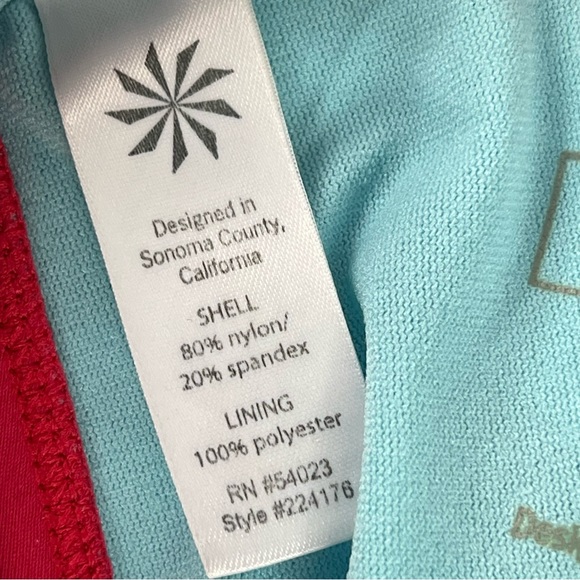 Designed in
Sonoma County,
California
SHELL
80% nylon/
20% spandex
LINING
100% polyester
RN #54023
Style #224176